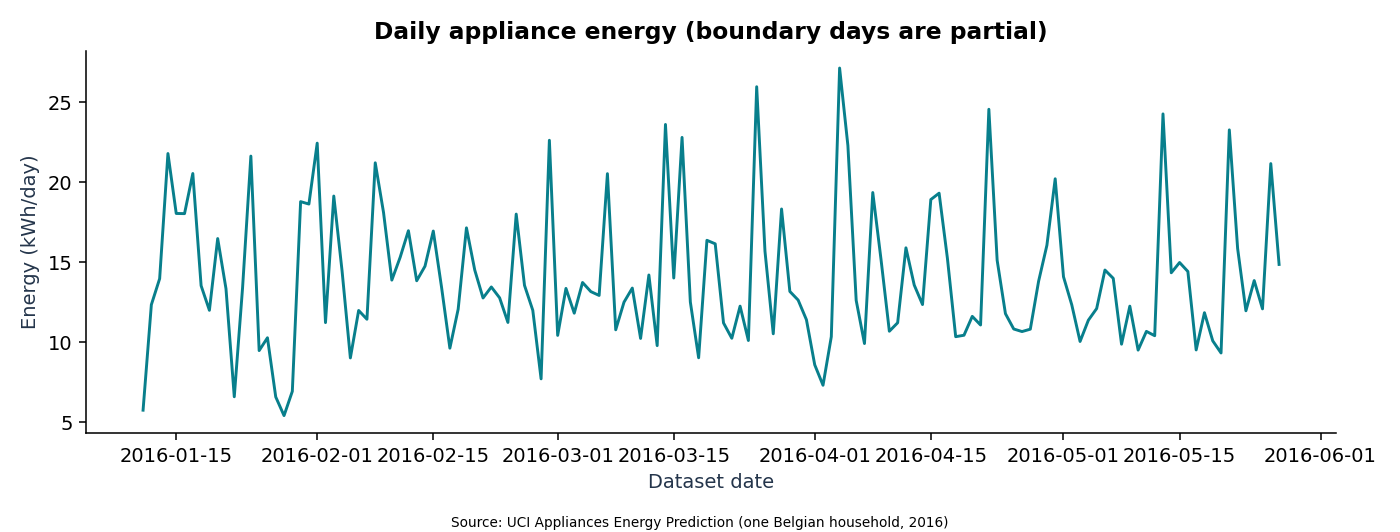 Daily appliance energy (boundary days are partial)
Energy (kWh/day)
25
20
15
10
5
2016-01-15 2016-02-01 2016-02-15 2016-03-01 2016-03-15 2016-04-01 2016-04-15 2016-05-01 2016-05-15 2016-06-01
Dataset date
Source: UCI Appliances Energy Prediction (one Belgian household, 2016)